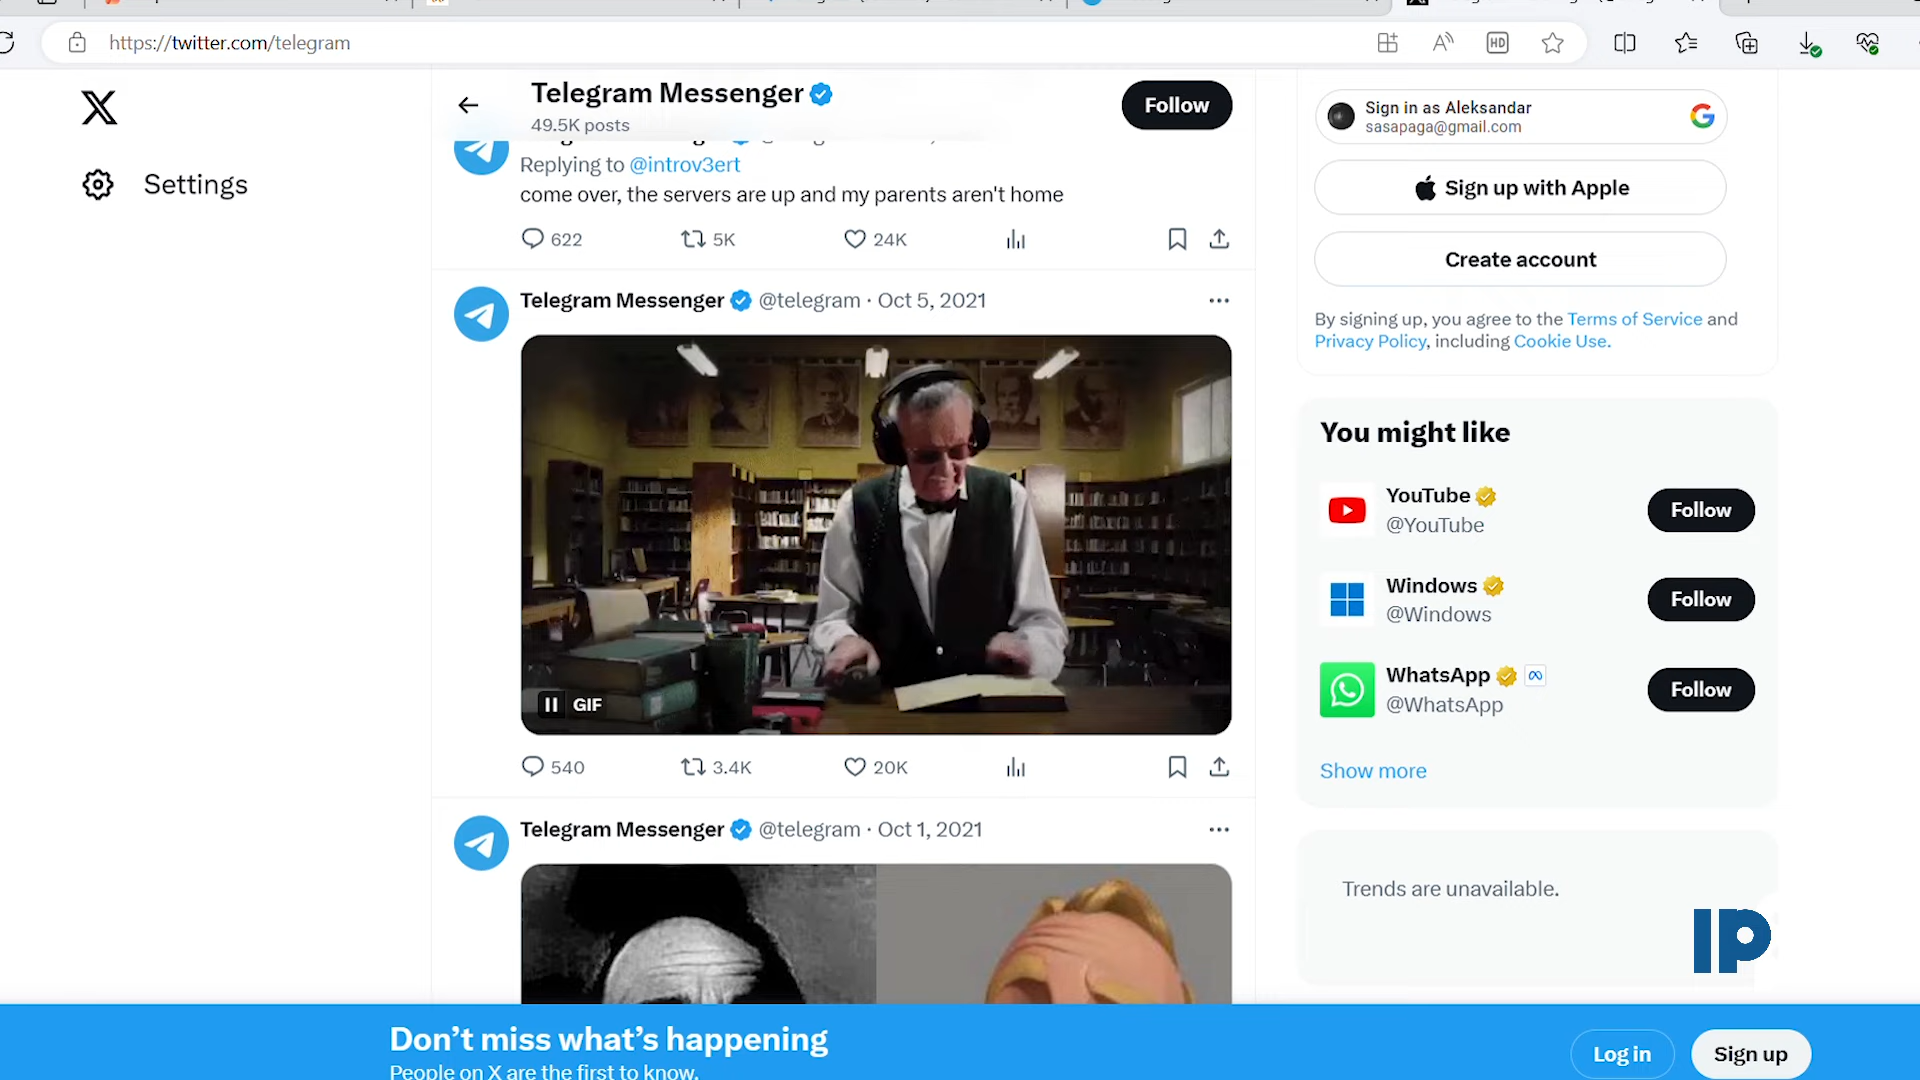 https://twitter.com/telegram
Telegram Messenger
49.5K posts
Follow
Settings
Replying to @introv3ert
come over, the servers are up and my parents aren't home
622
5K
24K
Telegram Messenger @telegram · Oct 5, 2021
GIF
540
3.4K
20K
Telegram Messenger @telegram · Oct 1, 2021
Sign in as Aleksandar
sasapaga@gmail.com
Sign up with Apple
Create account
By signing up, you agree to the Terms of Service and
Privacy Policy, including Cookie Use.
You might like
YouTube
@YouTube
Follow
Windows
@Windows
Follow
WhatsApp
@WhatsApp
Follow
Show more
Trends are unavailable.
IP
Don’t miss what’s happening
People on X are the first to know.
Log in
Sign up